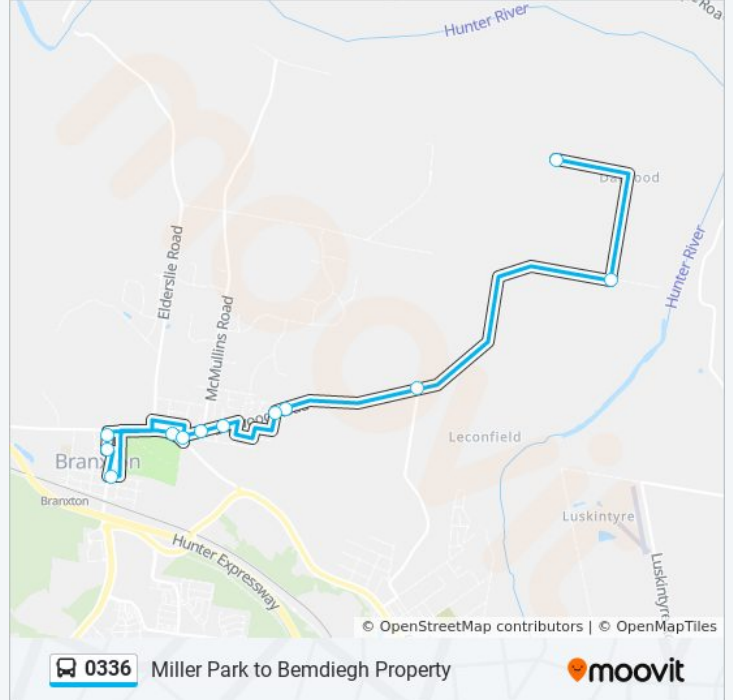 Hunter River
Road
Dalwood
Elderslie Road
McMullins Road
Hunter River
Branxton
Leconfield
Branxton
Luskintyre
Hunter Expressway
© OpenStreetMap contributors | © OpenMapTiles
0336 Miller Park to Bemdiegh Property moovit